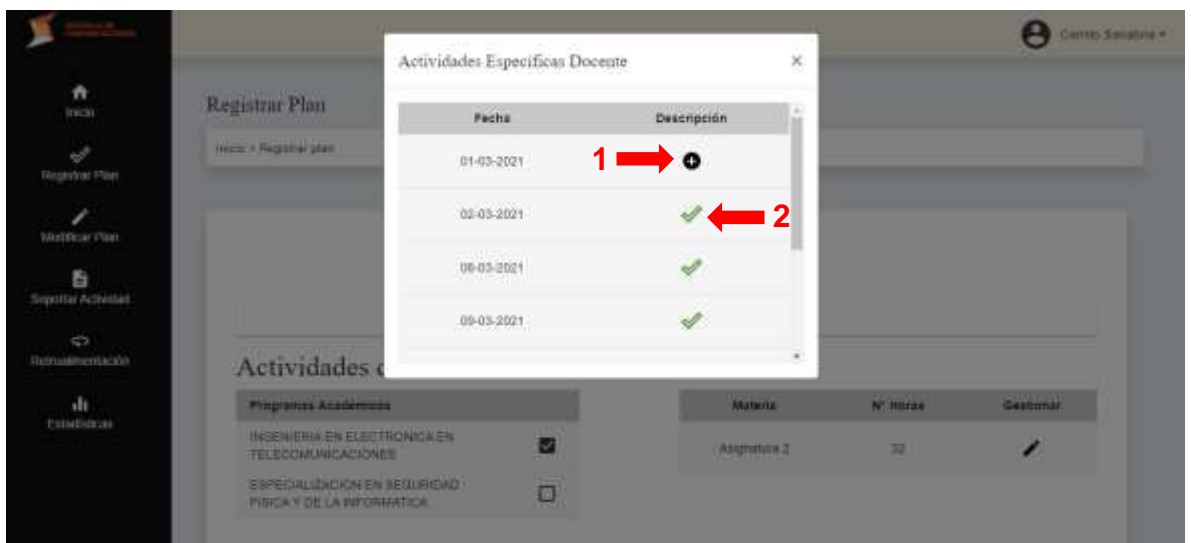 Camilo Sanabria
Actividades Especificas Docente
×
Inicio
Registrar Plan
Fecha
Descripción
Inicio > Registrar plan
01-03-2021
1
Registrar Plan
02-03-2021
2
Modificar Plan
08-03-2021
Soportar Actividad
09-03-2021
Retroalimentación
Actividades d
Estadísticas
Programas Académicos
Materia
N° Horas
Gestionar
INGENIERIA EN ELECTRONICA EN
TELECOMUNICACIONES
Asignatura 2
32
ESPECIALIZACION EN SEGURIDAD
FISICA Y DE LA INFORMATICA